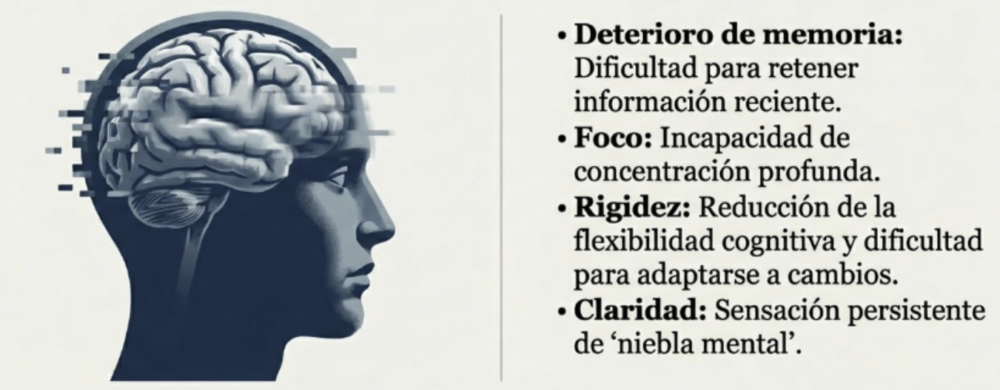 • Deterioro de memoria:
Dificultad para retener
información reciente.
• Foco: Incapacidad de
concentración profunda.
• Rigidez: Reducción de la
flexibilidad cognitiva y dificultad
para adaptarse a cambios.
• Claridad: Sensación persistente
de ‘niebla mental’.